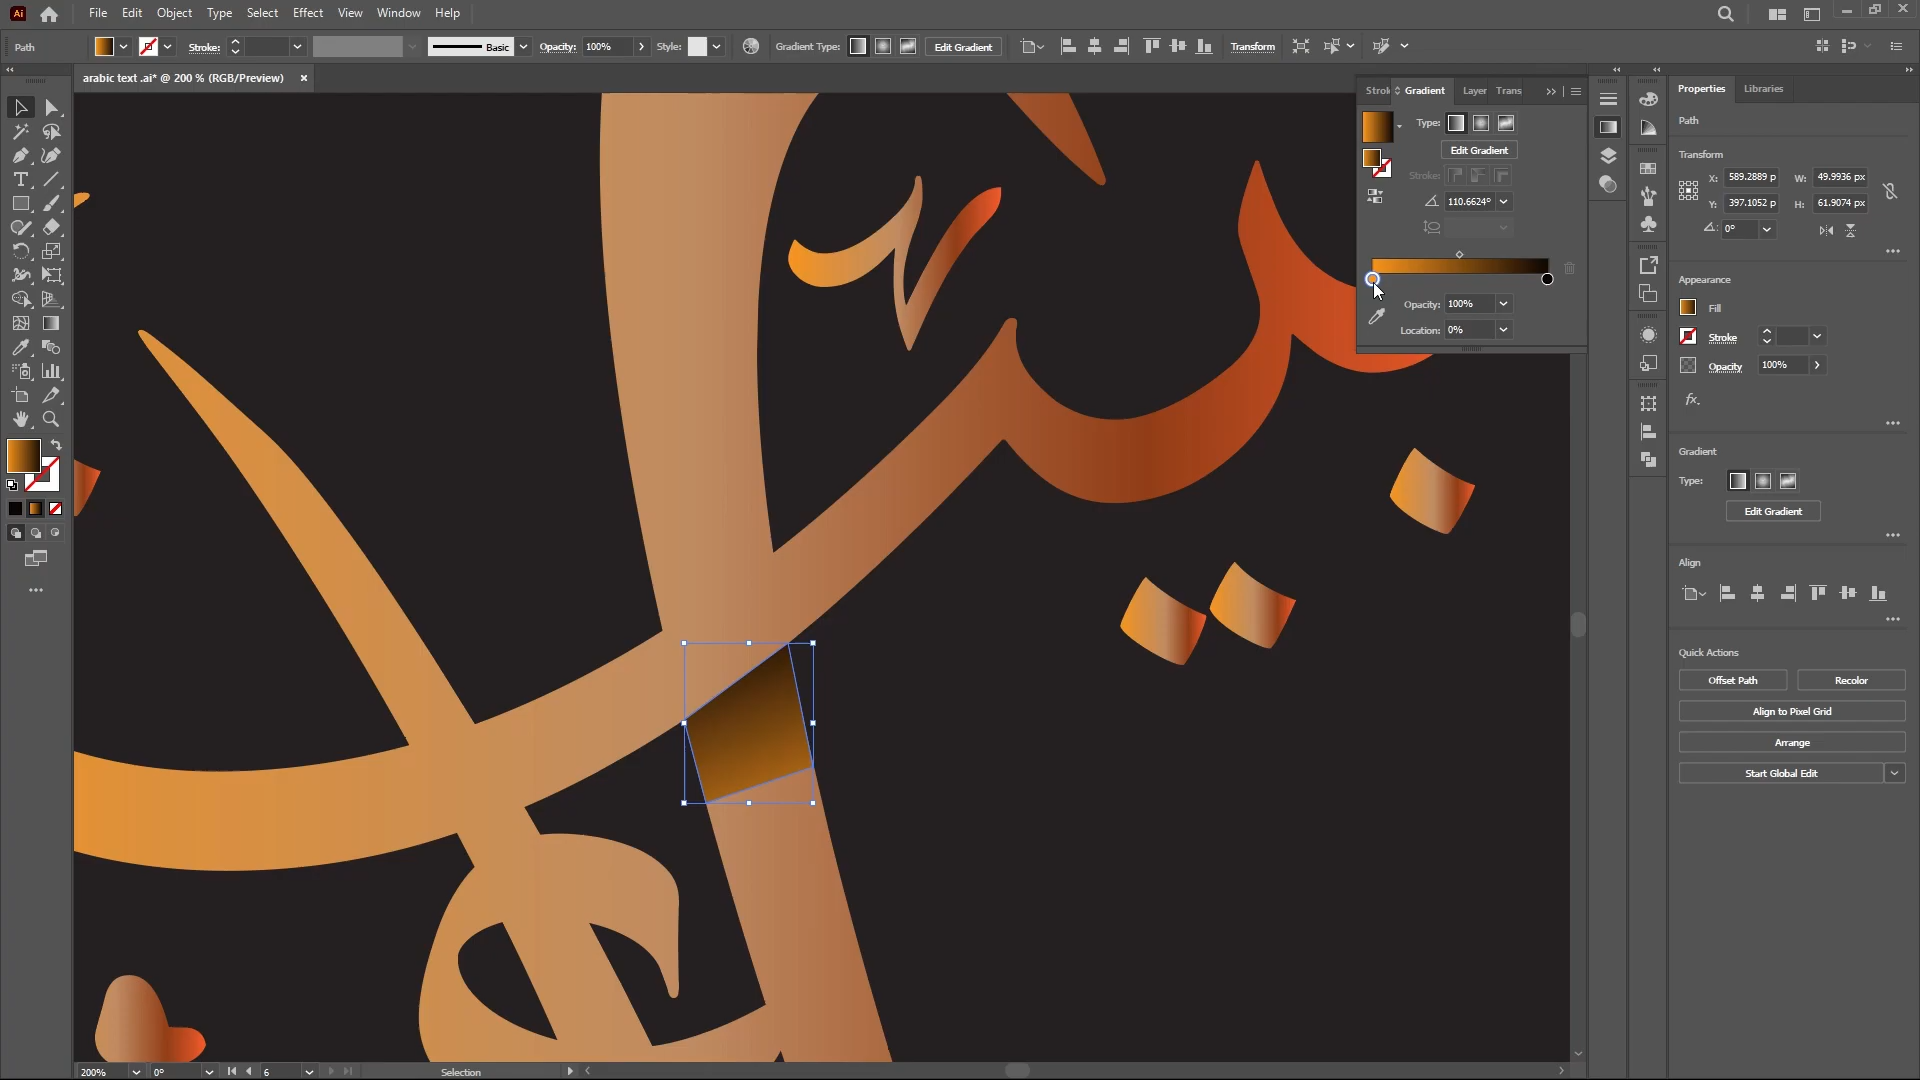 Ai File Edit Object Type Select Effect View Window Help
Path Stroke: Basic Opacity: 100% Style: Gradient Type: Edit Gradient Transform
arabic text .ai* @ 200 % (RGB/Preview) ×
Strok Gradient Layer Trans
Type:
Edit Gradient
Stroke:
110.6624°
Opacity: 100%
Location: 0%
Properties Libraries
Path
Transform
X: 589.2889 p W: 49.9936 px
Y: 397.1052 p H: 61.9074 px
0°
Appearance
Fill
Stroke
Opacity 100%
fx.
Gradient
Type:
Edit Gradient
Align
Quick Actions
Offset Path Recolor
Align to Pixel Grid
Arrange
Start Global Edit
200% 0° 6 Selection